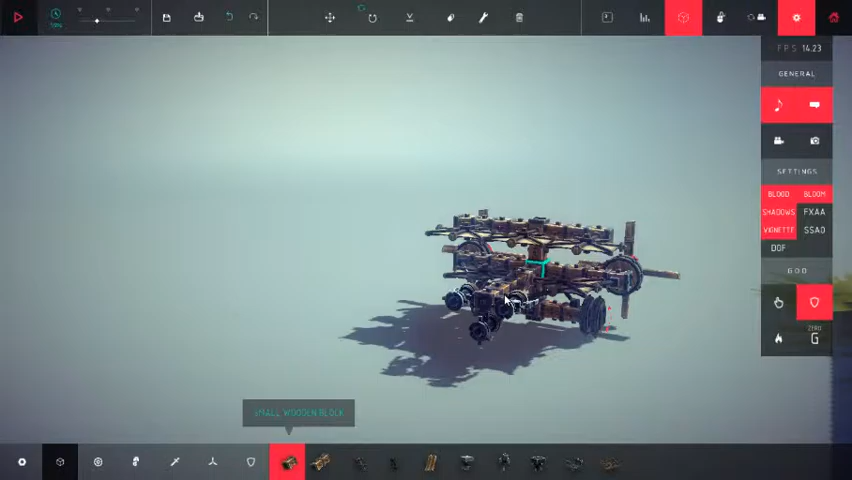 FPS 14.23
GENERAL
SETTINGS
BLOOD BLOOM
SHADOWS FXAA
VIGNETTE SSAO
DOF
GOD
ZERO
G
SMALL WOODEN BLOCK